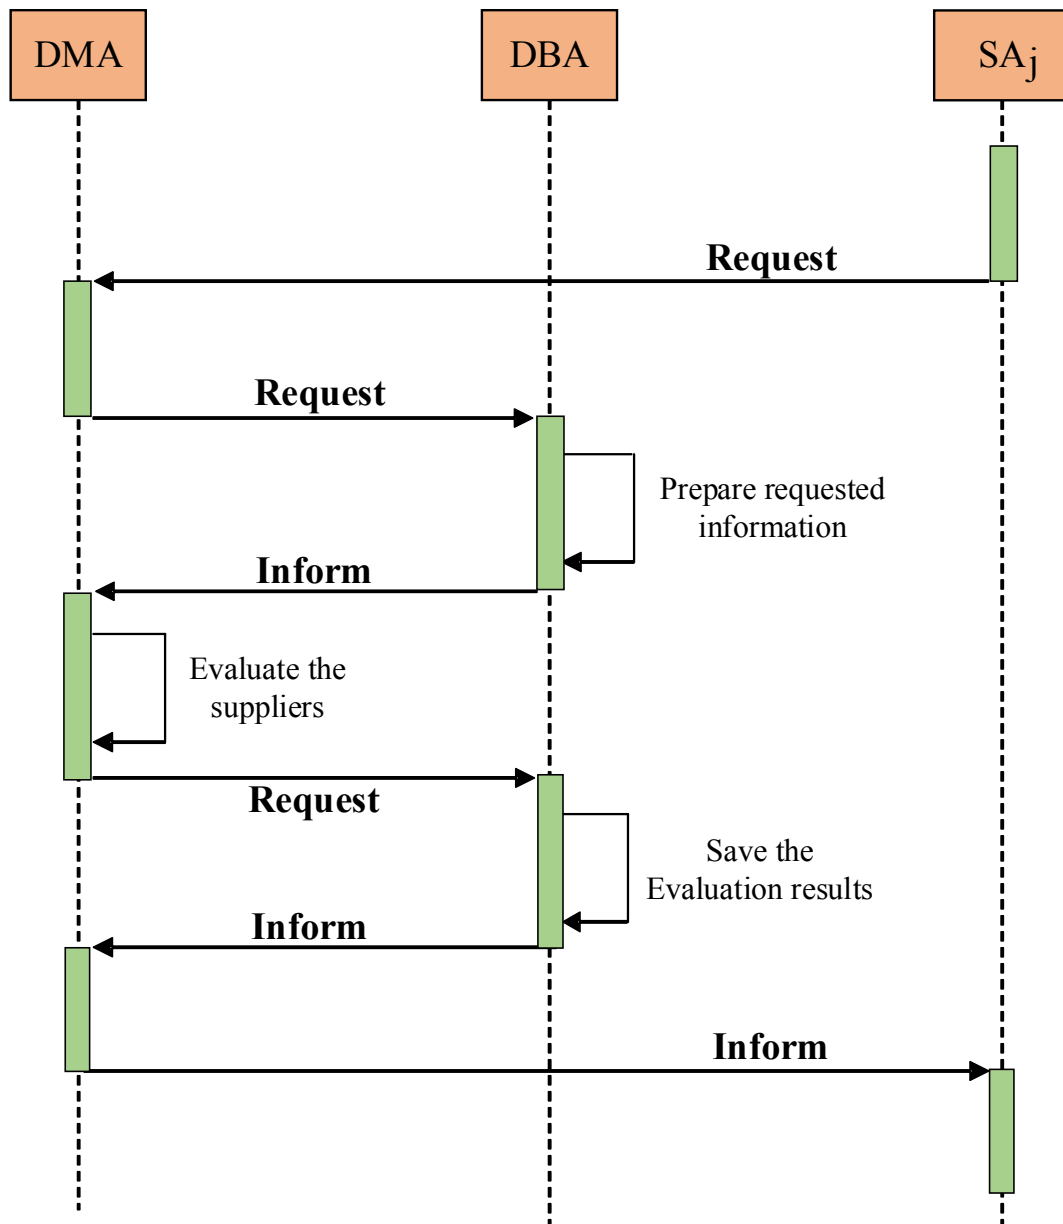 DMA
DBA
SAj
Request
Request
Prepare requested
information
Inform
Evaluate the
suppliers
Request
Save the
Evaluation results
Inform
Inform